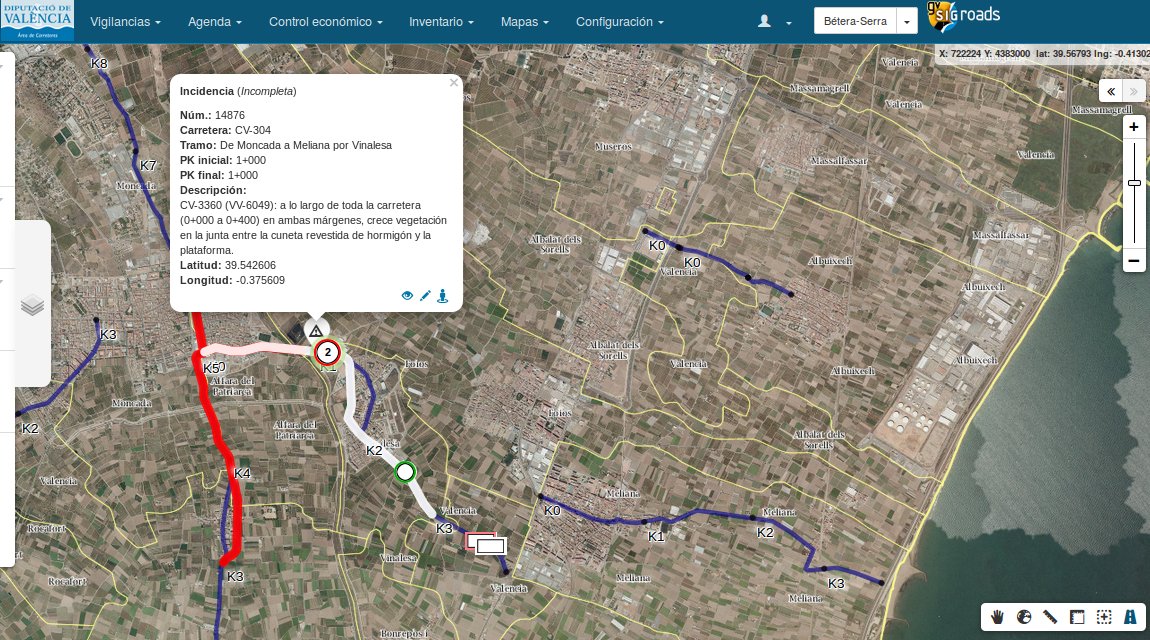 DIPUTACIÓ DE
VALÈNCIA
Àrea de Carreteres
Vigilancias
Agenda
Control económico
Inventario
Mapas
Configuración
Bétera-Serra
gvSIGroads
X: 722224 Y: 4383000 lat: 39.56793 lng: -0.41302
K8
Valencia
Massamagrell
Valencia
Massamagrell
Incidencia (Incompleta)
Núm.: 14876
Carretera: CV-304
Tramo: De Moncada a Meliana por Vinalesa
PK inicial: 1+000
PK final: 1+000
Descripción:
CV-3360 (VV-6049): a lo largo de toda la carretera
(0+000 a 0+400) en ambas márgenes, crece vegetación
en la junta entre la cuneta revestida de hormigón y la
plataforma.
Latitud: 39.542606
Longitud: -0.375609
Museros
Massalfassar
Valencia
K7
Moncada
Massalfassar
Albalat dels
Sorells
K0
K0
Valencia
Albuixech
Albuixech
K3
2
K1
Albalat dels
Sorells
Valencia
Albuixech
Albuixech
Foios
K5
Alfara del
Patriarca
Moncada
K2
Alfara del
Patriarca
Foios
Albalat dels
Sorells
K2
K4
Valencia
Meliana
Valencia
K0
Meliana
K3
K1
K2
Rocafort
Vinalesa
Rocafort
K3
Valencia
Meliana
Meliana
K3
Bonrepòs i